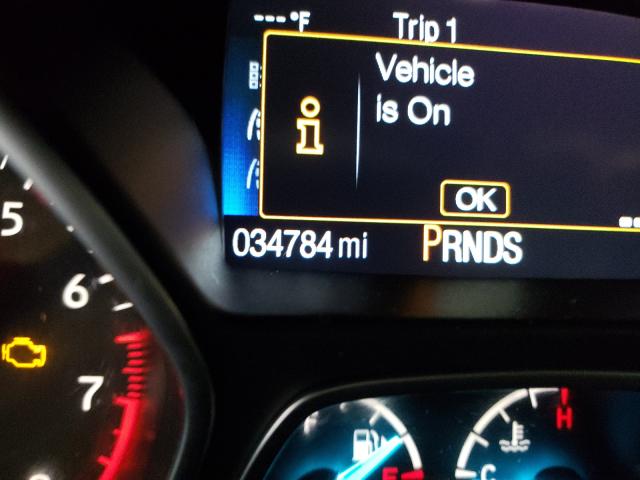 ---°F Trip 1
Vehicle
is On
OK
034784 mi PRNDS
5
6
7
F H
E C